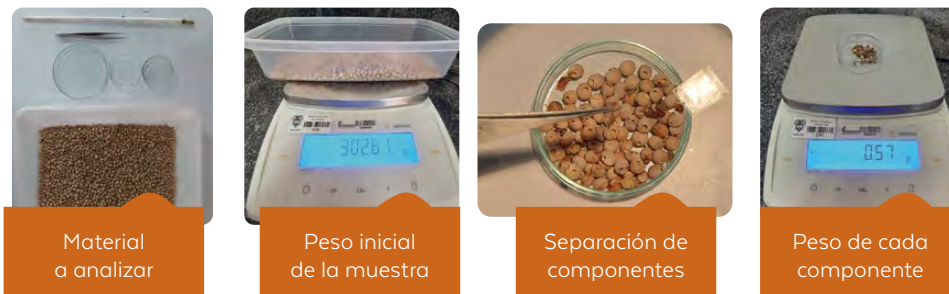 302.61
0.57
Material
a analizar
Peso inicial
de la muestra
Separación de
componentes
Peso de cada
componente